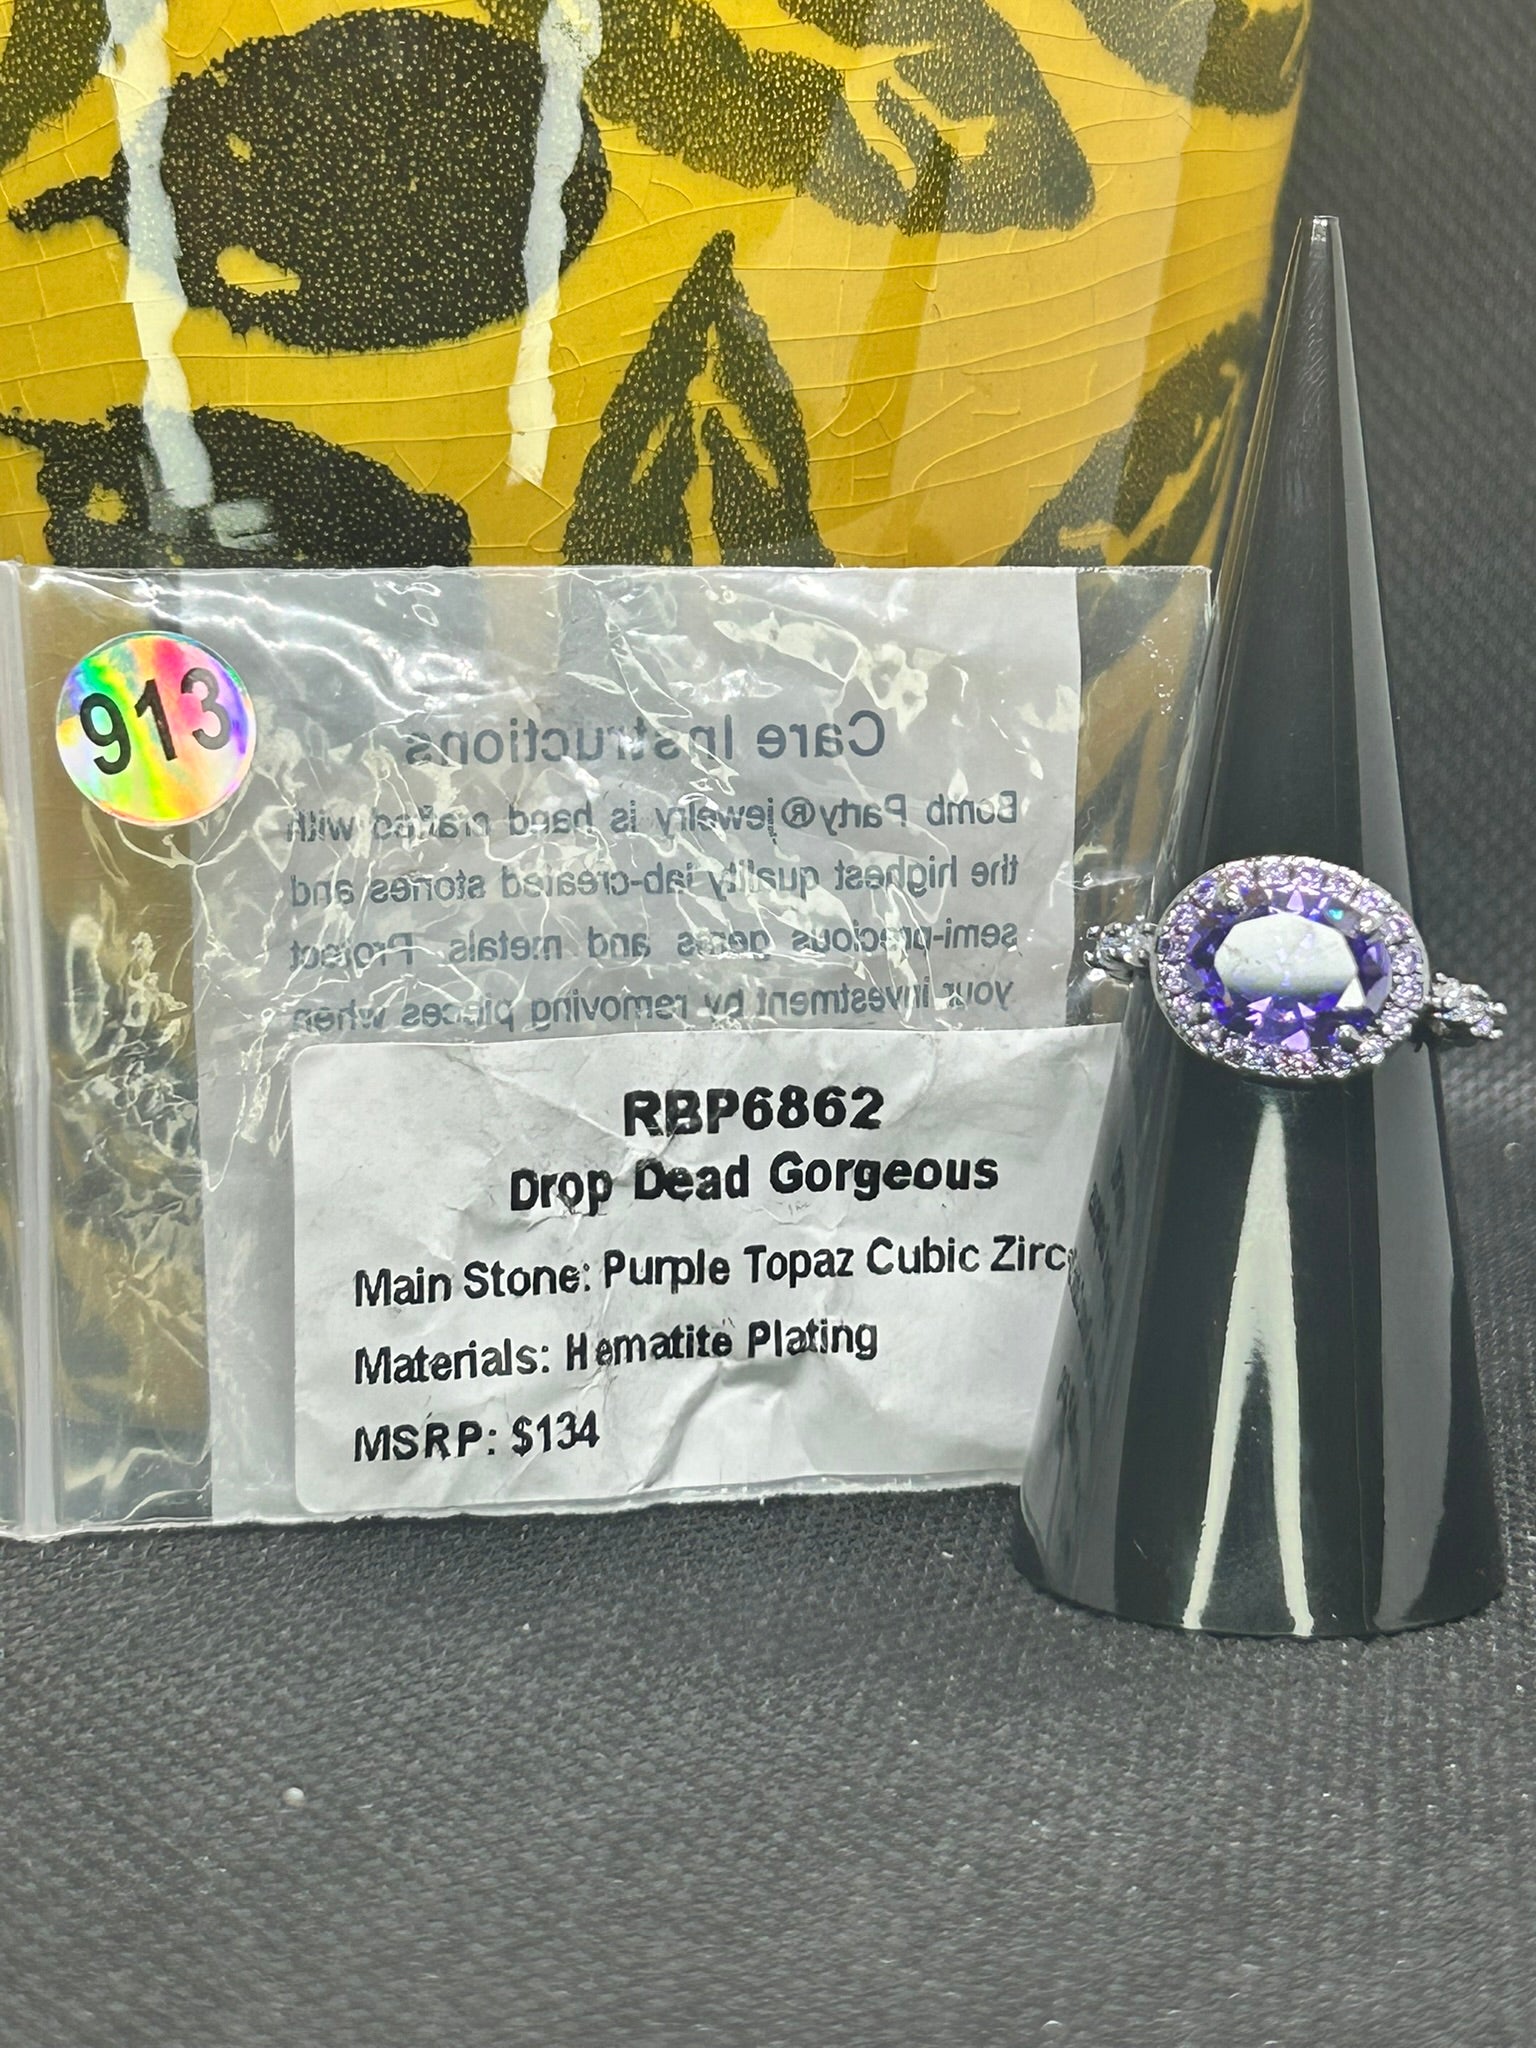 913
Care Instructions
Bomb Party® jewelry is hand crafted with
the highest quality lab-created stones and
semi-precious gems and metals. Protect
your investment by removing pieces when
RBP6862
Drop Dead Gorgeous
Main Stone: Purple Topaz Cubic Zirc
Materials: Hematite Plating
MSRP: $134